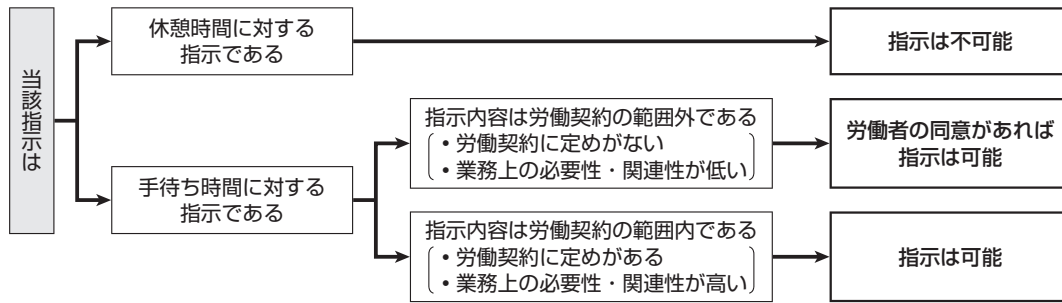 当該指示は
休憩時間に対する
指示である
指示は不可能
手待ち時間に対する
指示である
指示内容は労働契約の範囲外である
・労働契約に定めがない
・業務上の必要性・関連性が低い
労働者の同意があれば
指示は可能
指示内容は労働契約の範囲内である
・労働契約に定めがある
・業務上の必要性・関連性が高い
指示は可能